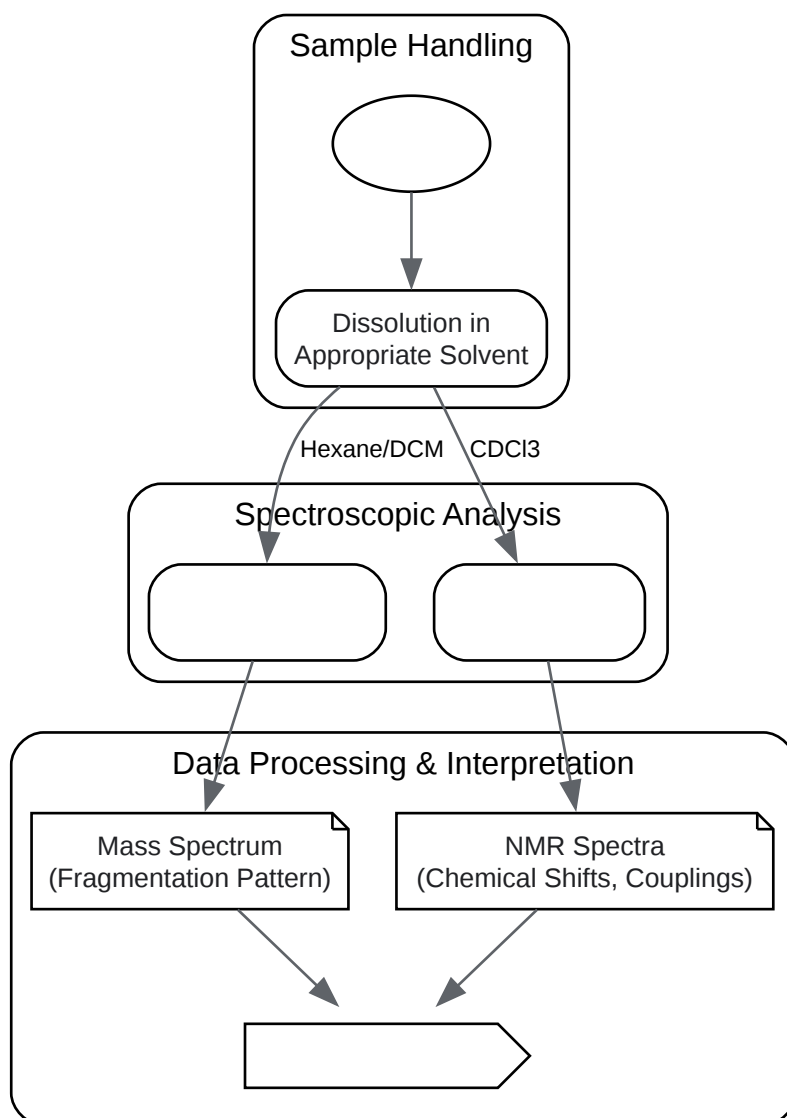 Sample Handling
Dissolution in
Appropriate Solvent
Hexane/DCM
CDCl3
Spectroscopic Analysis
Data Processing & Interpretation
Mass Spectrum
(Fragmentation Pattern)
NMR Spectra
(Chemical Shifts, Couplings)